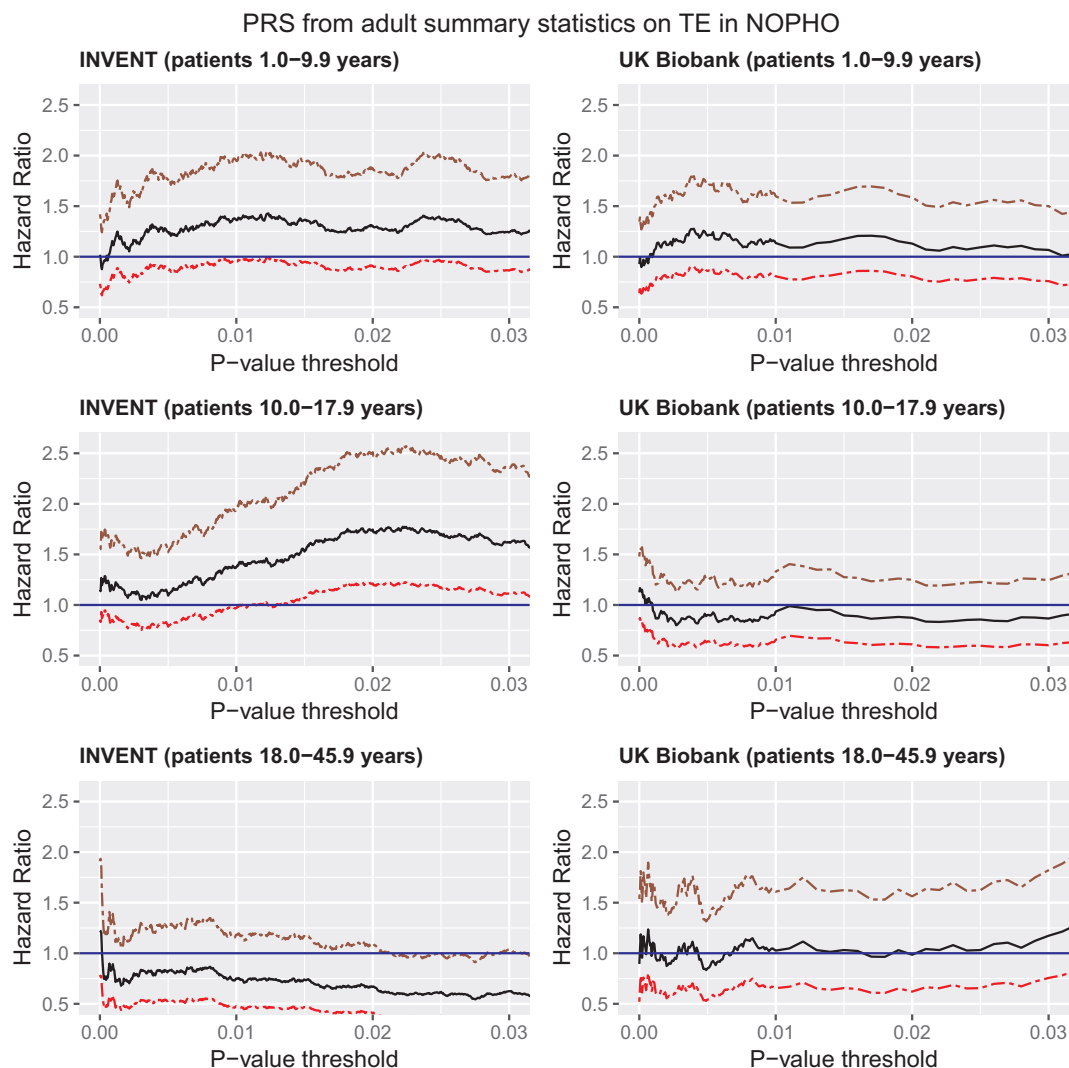 PRS from adult summary statistics on TE in NOPHO
INVENT (patients 1.0−9.9 years)
Hazard Ratio
2.5
2.0
1.5
1.0
0.5
0.00 0.01 0.02 0.03
P−value threshold
UK Biobank (patients 1.0−9.9 years)
Hazard Ratio
2.5
2.0
1.5
1.0
0.5
0.00 0.01 0.02 0.03
P−value threshold
INVENT (patients 10.0−17.9 years)
Hazard Ratio
2.5
2.0
1.5
1.0
0.5
0.00 0.01 0.02 0.03
P−value threshold
UK Biobank (patients 10.0−17.9 years)
Hazard Ratio
2.5
2.0
1.5
1.0
0.5
0.00 0.01 0.02 0.03
P−value threshold
INVENT (patients 18.0−45.9 years)
Hazard Ratio
2.5
2.0
1.5
1.0
0.5
0.00 0.01 0.02 0.03
P−value threshold
UK Biobank (patients 18.0−45.9 years)
Hazard Ratio
2.5
2.0
1.5
1.0
0.5
0.00 0.01 0.02 0.03
P−value threshold